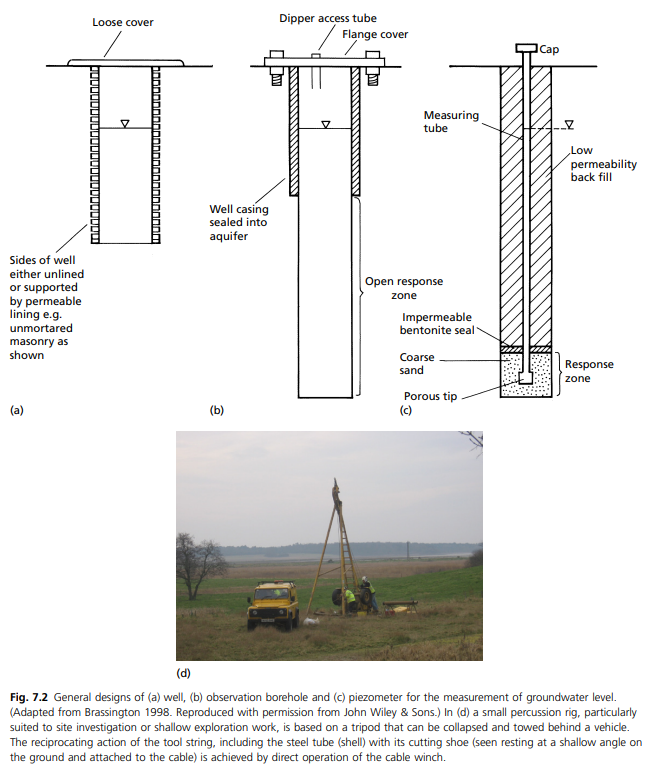 Loose cover
Dipper access tube
Flange cover
Cap
Measuring
tube
Low
permeability
back fill
Well casing
sealed into
aquifer
Sides of well
either unlined
or supported
by permeable
lining e.g.
unmortared
masonry as
shown
Open response
zone
Impermeable
bentonite seal
Coarse
sand
Response
zone
Porous tip
(a)
(b)
(c)
(d)
Fig. 7.2 General designs of (a) well, (b) observation borehole and (c) piezometer for the measurement of groundwater level.
(Adapted from Brassington 1998. Reproduced with permission from John Wiley & Sons.) In (d) a small percussion rig, particularly
suited to site investigation or shallow exploration work, is based on a tripod that can be collapsed and towed behind a vehicle.
The reciprocating action of the tool string, including the steel tube (shell) with its cutting shoe (seen resting at a shallow angle on
the ground and attached to the cable) is achieved by direct operation of the cable winch.